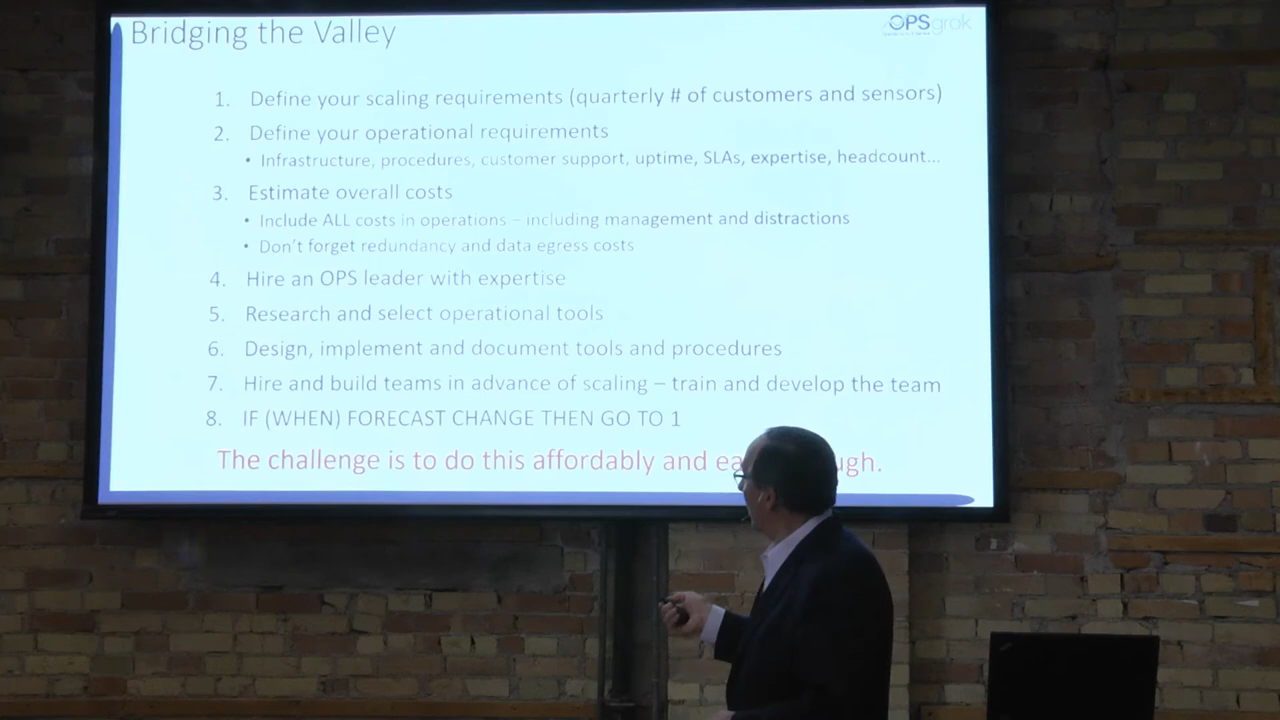 Bridging the Valley
OPSgrok
1. Define your scaling requirements (quarterly # of customers and sensors)
2. Define your operational requirements
• Infrastructure, procedures, customer support, uptime, SLAs, expertise, headcount...
3. Estimate overall costs
• Include ALL costs in operations – including management and distractions
• Don't forget redundancy and data egress costs
4. Hire an OPS leader with expertise
5. Research and select operational tools
6. Design, implement and document tools and procedures
7. Hire and build teams in advance of scaling – train and develop the team
8. IF (WHEN) FORECAST CHANGE THEN GO TO 1
The challenge is to do this affordably and